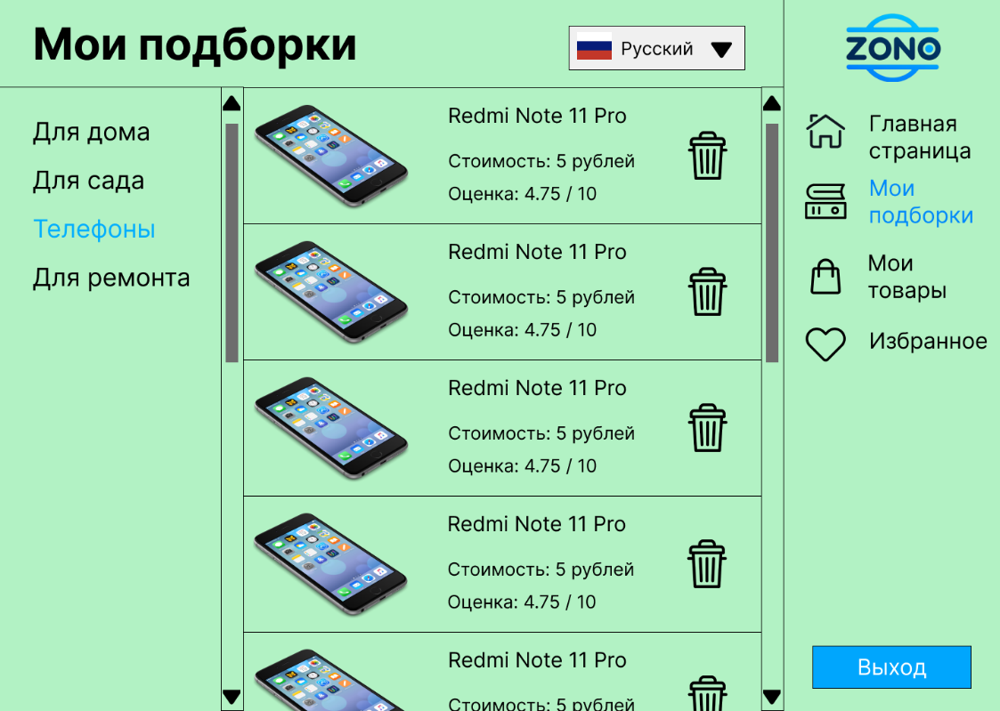 Мои подборки
Русский
ZONO
Для дома
Для сада
Телефоны
Для ремонта
Redmi Note 11 Pro
Стоимость: 5 рублей
Оценка: 4.75 / 10
Redmi Note 11 Pro
Стоимость: 5 рублей
Оценка: 4.75 / 10
Redmi Note 11 Pro
Стоимость: 5 рублей
Оценка: 4.75 / 10
Redmi Note 11 Pro
Стоимость: 5 рублей
Оценка: 4.75 / 10
Redmi Note 11 Pro
Стоимость: 5 рублей
Главная
страница
Мои
подборки
Мои
товары
Избранное
Выход